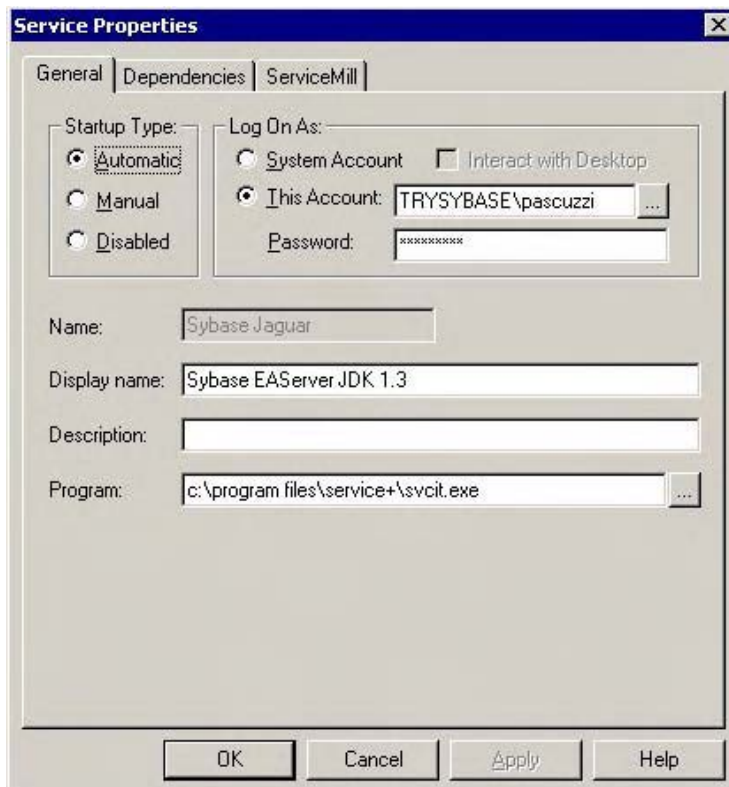 Service Properties
General Dependencies ServiceMill
Startup Type: Log On As:
Automatic System Account Interact with Desktop
Manual This Account: TRYSYBASE\pascuzzi ...
Disabled Password: *********
Name: Sybase Jaguar
Display name: Sybase EAServer JDK 1.3
Description:
Program: c:\program files\service+\svcit.exe ...
OK Cancel Apply Help